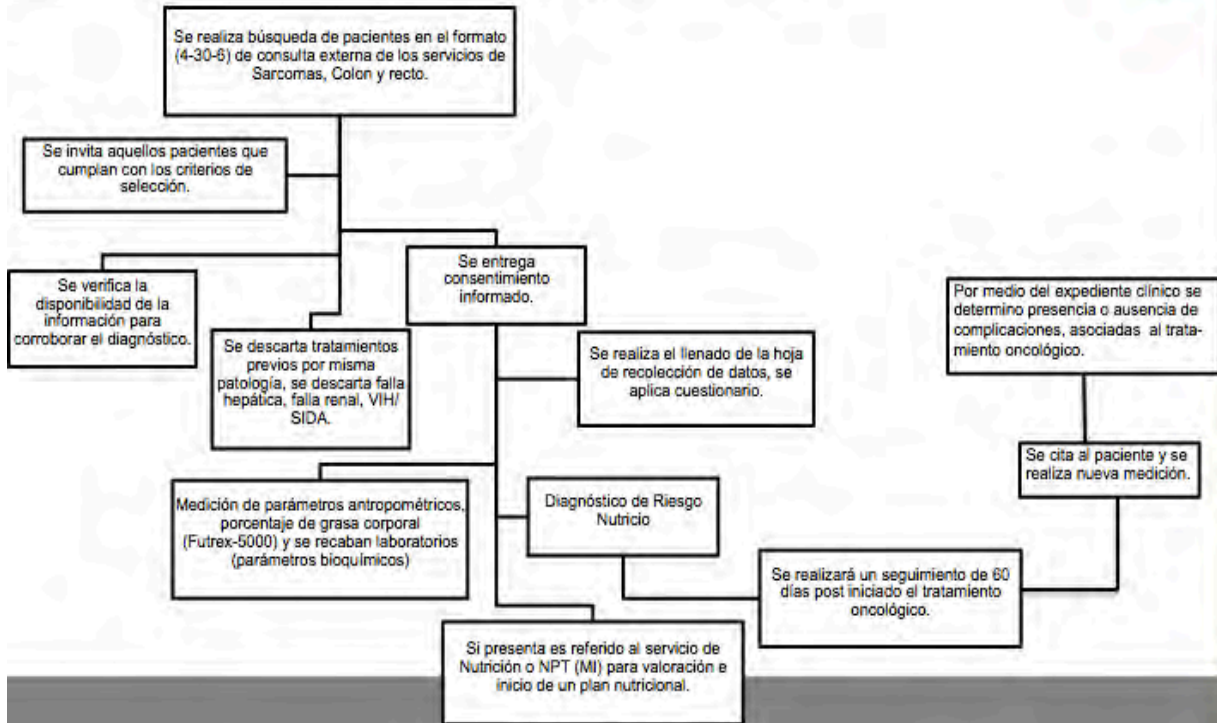 Se realiza búsqueda de pacientes en el formato
(4-30-6) de consulta externa de los servicios de
Sarcomas, Colon y recto.
Se invita aquellos pacientes que
cumplan con los criterios de
selección.
Se verifica la
disponibilidad de la
información para
corroborar el diagnóstico.
Se descarta tratamientos
previos por misma
patología, se descarta falla
hepática, falla renal, VIH/
SIDA.
Se entrega
consentimiento
informado.
Se realiza el llenado de la hoja
de recolección de datos, se
aplica cuestionario.
Medición de parámetros antropométricos,
porcentaje de grasa corporal
(Futrex-5000) y se recaban laboratorios
(parámetros bioquímicos)
Diagnóstico de Riesgo
Nutricio
Si presenta es referido al servicio de
Nutrición o NPT (MI) para valoración e
inicio de un plan nutricional.
Se realizará un seguimiento de 60
días post iniciado el tratamiento
oncológico.
Se cita al paciente y se
realiza nueva medición.
Por medio del expediente clínico se
determino presencia o ausencia de
complicaciones, asociadas al trata-
miento oncológico.